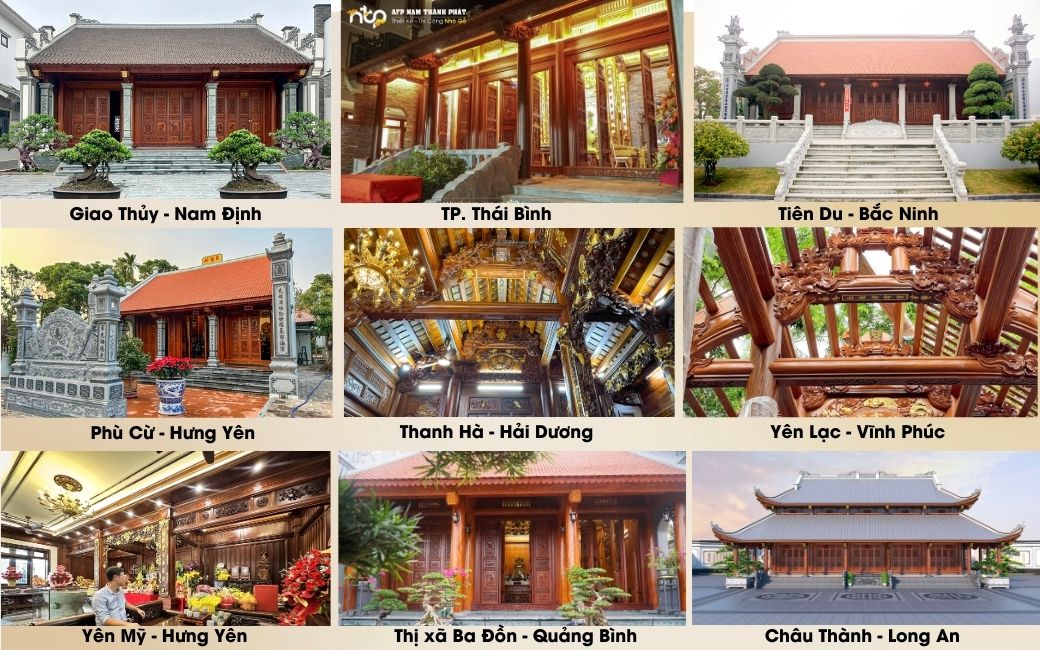 ntp
AFP NAM THÀNH PHÁT
Thiết Kế - Thi Công Nhà Gỗ
Giao Thủy - Nam Định
TP. Thái Bình
Tiên Du - Bắc Ninh
Phù Cừ - Hưng Yên
Thanh Hà - Hải Dương
Yên Lạc - Vĩnh Phúc
Yên Mỹ - Hưng Yên
Thị xã Ba Đồn - Quảng Bình
Châu Thành - Long An